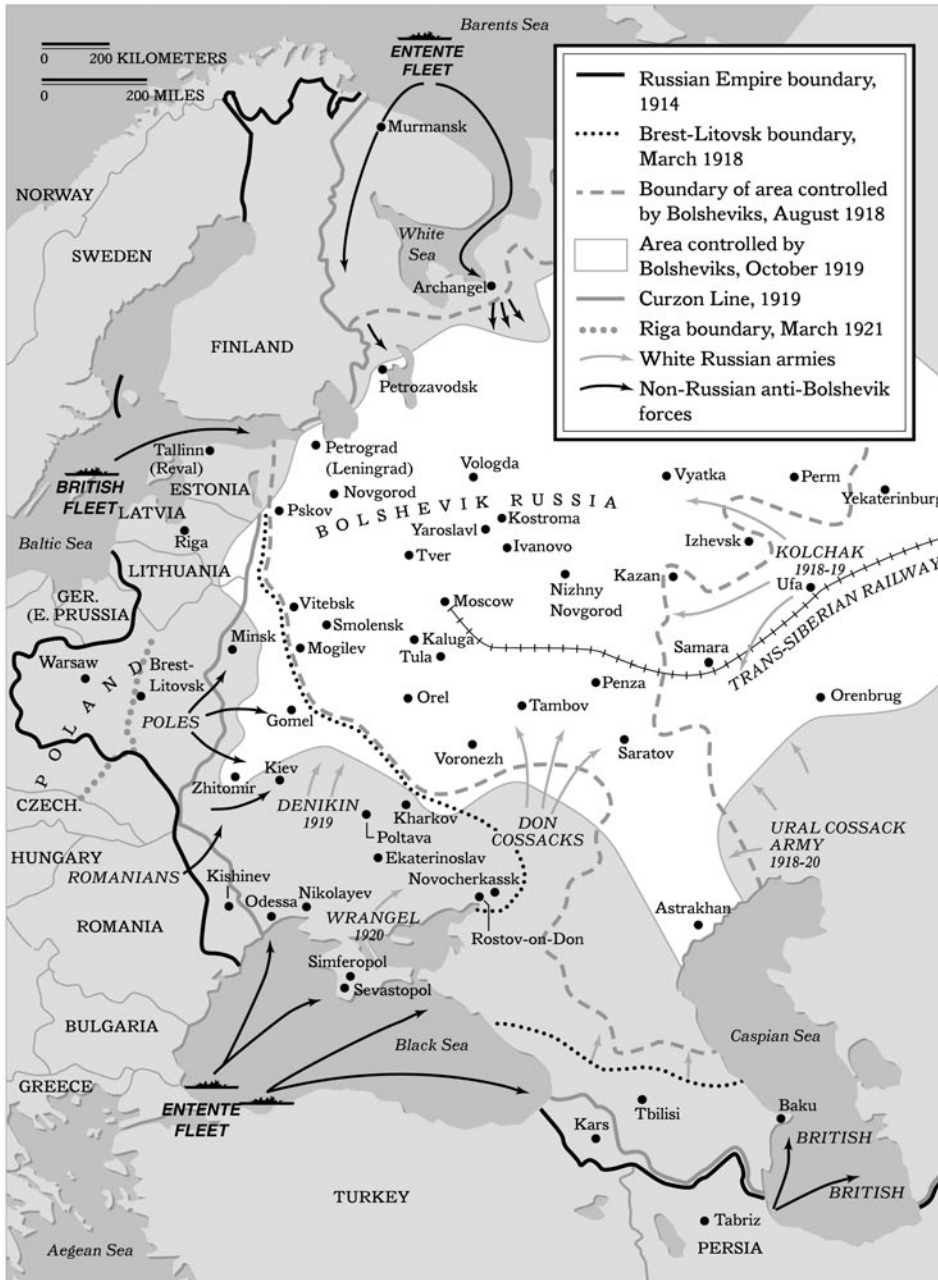 Barents Sea
0 200 KILOMETERS
0 200 MILES
ENTENTE
FLEET
Russian Empire boundary,
1914
Brest-Litovsk boundary,
March 1918
Boundary of area controlled
by Bolsheviks, August 1918
Area controlled by
Bolsheviks, October 1919
Curzon Line, 1919
Riga boundary, March 1921
White Russian armies
Non-Russian anti-Bolshevik
forces
Murmansk
NORWAY
SWEDEN
White
Sea
Archangel
FINLAND
Petrozavodsk
Tallinn
(Reval)
Petrograd
(Leningrad)
Vologda
Vyatka
Perm
Yekaterinburg
BRITISH
FLEET
ESTONIA
Novgorod
BOLSHEVIK RUSSIA
LATVIA
Pskov
Kostroma
Yaroslavl
Riga
Baltic Sea
Tver
Ivanovo
Izhevsk
KOLCHAK
1918-19
LITHUANIA
Nizhny
Novgorod
Kazan
Ufa
GER.
(E. PRUSSIA)
Vitebsk
Moscow
TRANS-SIBERIAN RAILWAY
Smolensk
Minsk
Mogilev
Kaluga
Tula
Samara
Warsaw
Brest-
Litovsk
POLAND
Penza
Orenbrug
POLES
Gomel
Orel
Tambov
Voronezh
Saratov
Zhitomir
Kiev
CZECH.
DENIKIN
1919
Kharkov
Poltava
DON
COSSACKS
URAL COSSACK
ARMY
1918-20
HUNGARY
ROMANIANS
Ekaterinoslav
Kishinev
Nikolayev
Novocherkassk
Odessa
ROMANIA
WRANGEL
1920
Rostov-on-Don
Astrakhan
Simferopol
Sevastopol
BULGARIA
Black Sea
Caspian Sea
GREECE
ENTENTE
FLEET
Tbilisi
Baku
Kars
BRITISH
BRITISH
TURKEY
Tabriz
PERSIA
Aegean Sea